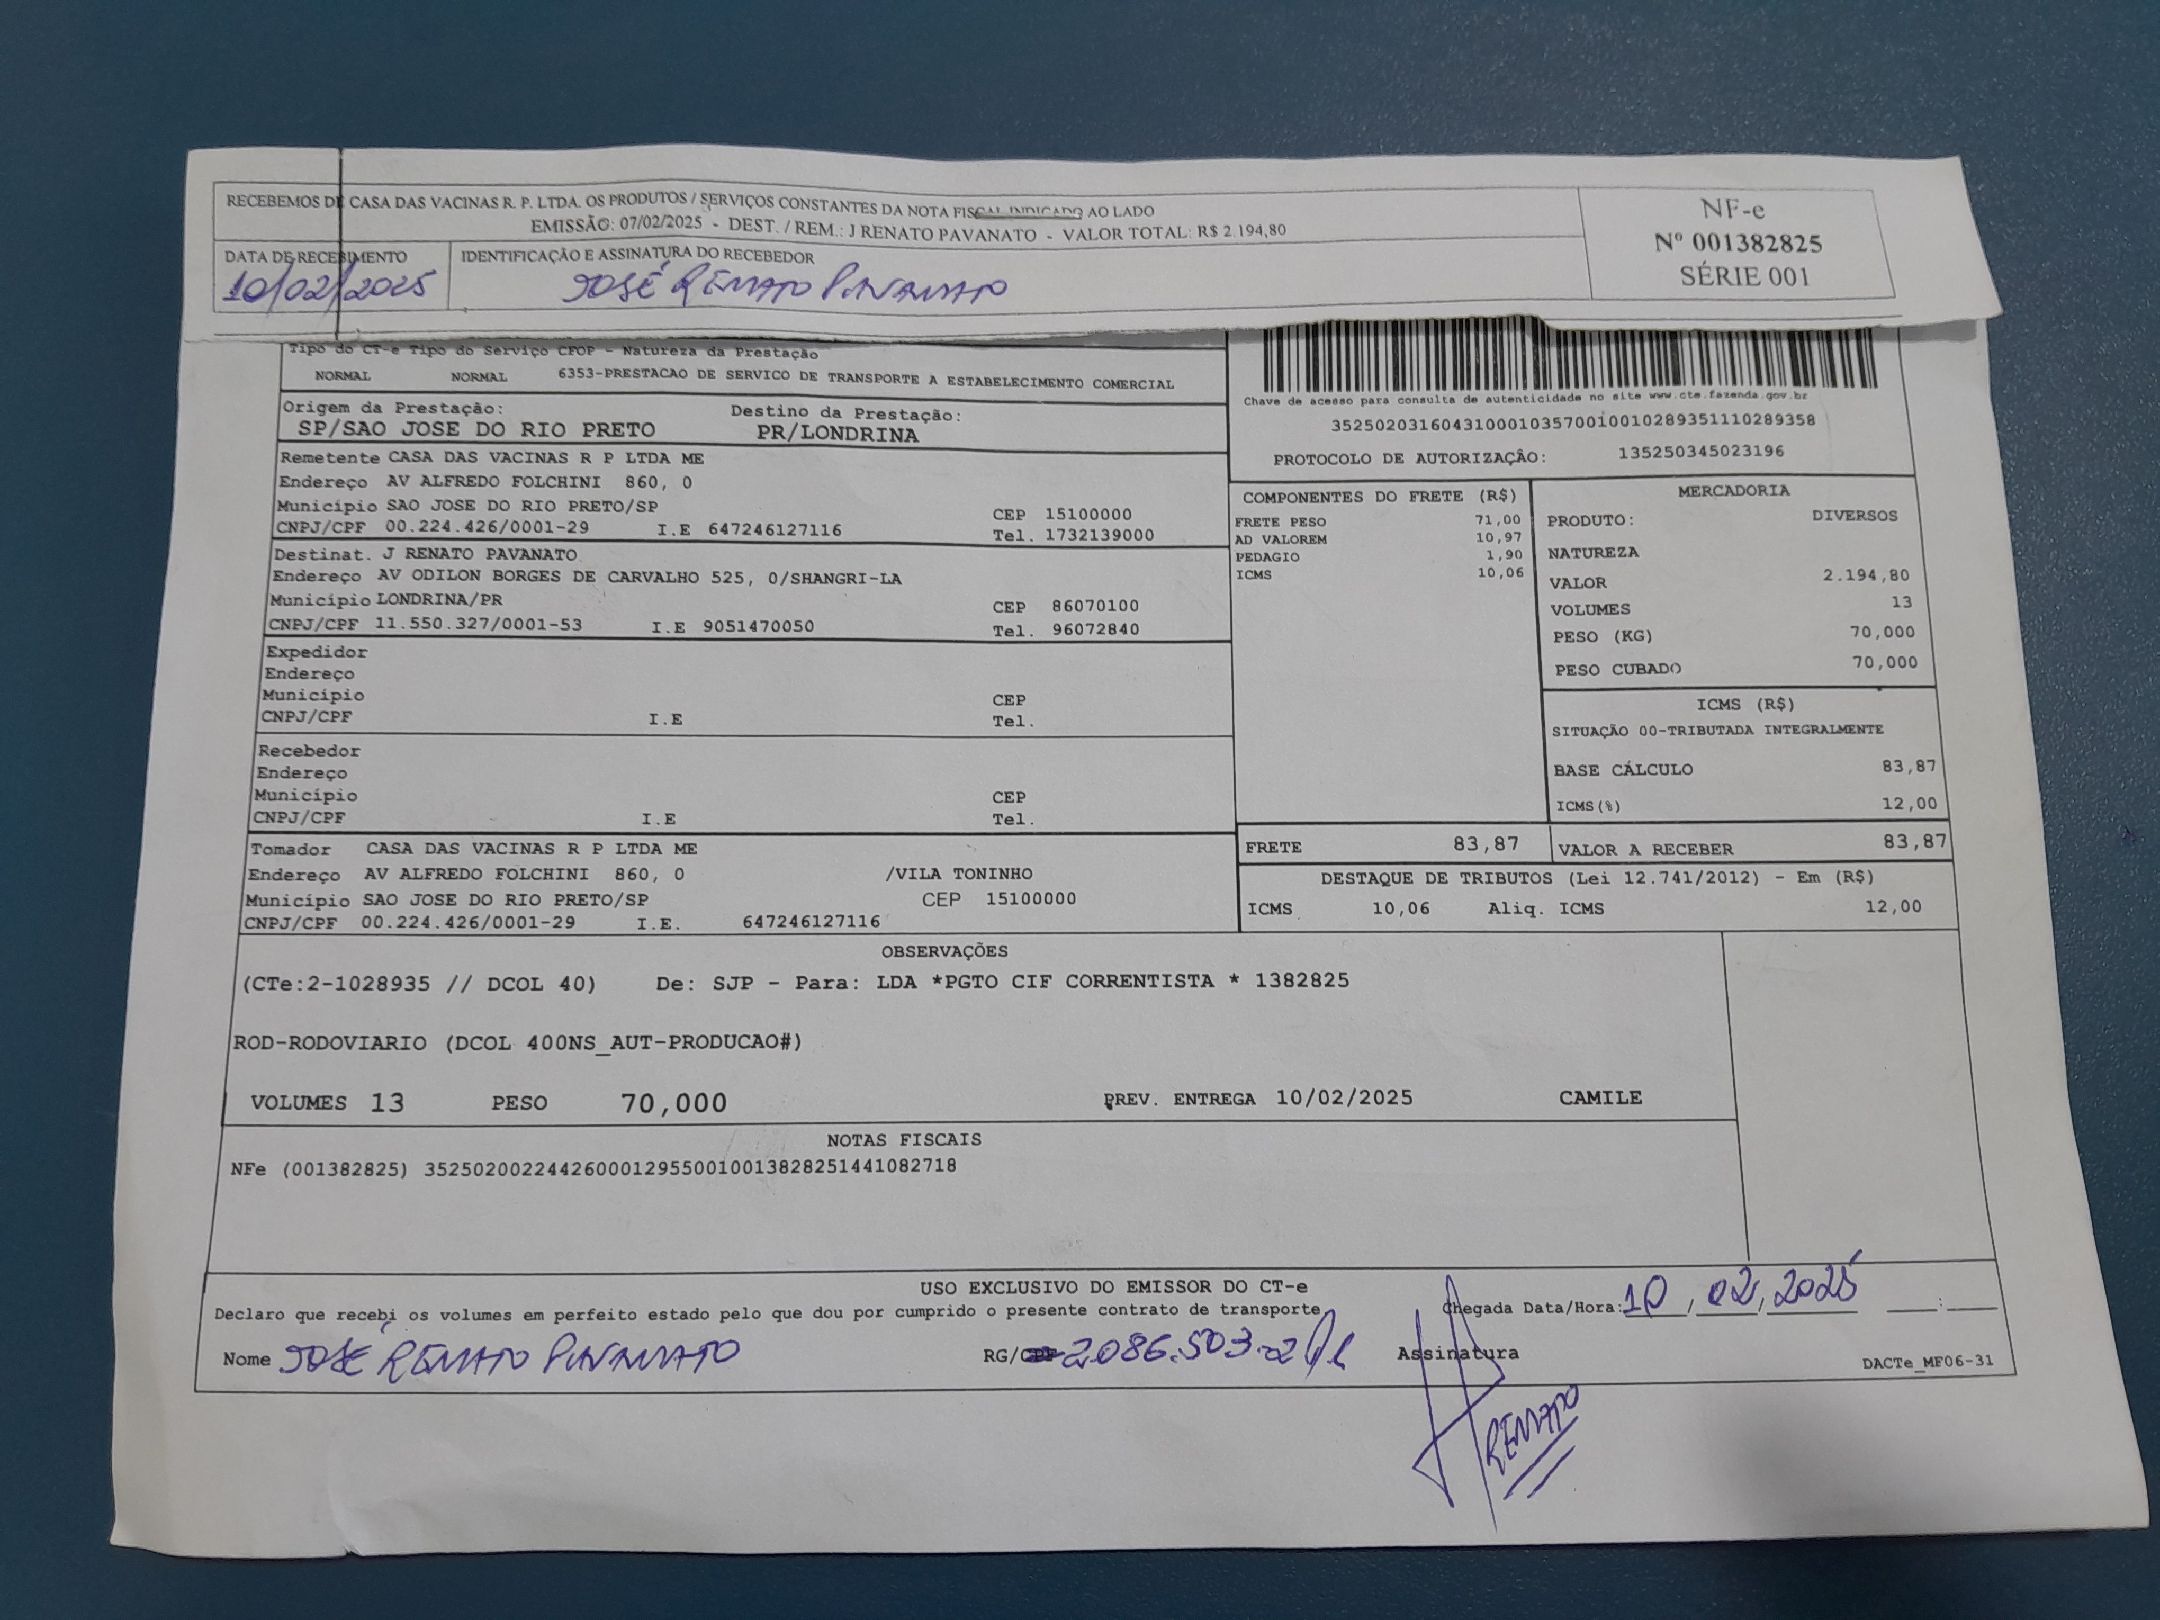 RECEBEMOS DE CASA DAS VACINAS R. P. LTDA. OS PRODUTOS / SERVIÇOS CONSTANTES DA NOTA FISCAL INDICADO AO LADO
EMISSÃO: 07/02/2025 - DEST. / REM.: J RENATO PAVANATO - VALOR TOTAL: R$ 2.194,80
NF-e
Nº 001382825
SÉRIE 001
DATA DE RECEBIMENTO
10/02/2025
IDENTIFICAÇÃO E ASSINATURA DO RECEBEDOR
JOSÉ RENATO PAVANATO
Tipo do CT-e Tipo do Serviço CFOP - Natureza da Prestação
NORMAL NORMAL 6353-PRESTACAO DE SERVICO DE TRANSPORTE A ESTABELECIMENTO COMERCIAL
Origem da Prestação: Destino da Prestação:
SP/SAO JOSE DO RIO PRETO PR/LONDRINA
Chave de acesso para consulta de autenticidade no site www.cte.fazenda.gov.br
35250203160431000103570010010289351110289358
PROTOCOLO DE AUTORIZAÇÃO: 135250345023196
Remetente CASA DAS VACINAS R P LTDA ME
Endereço AV ALFREDO FOLCHINI 860, 0
Município SAO JOSE DO RIO PRETO/SP CEP 15100000
CNPJ/CPF 00.224.426/0001-29 I.E 647246127116 Tel. 1732139000
Destinat. J RENATO PAVANATO
Endereço AV ODILON BORGES DE CARVALHO 525, 0/SHANGRI-LA
Município LONDRINA/PR CEP 86070100
CNPJ/CPF 11.550.327/0001-53 I.E 9051470050 Tel. 96072840
Expedidor
Endereço
Município CEP
CNPJ/CPF I.E Tel.
Recebedor
Endereço
Município CEP
CNPJ/CPF I.E Tel.
Tomador CASA DAS VACINAS R P LTDA ME
Endereço AV ALFREDO FOLCHINI 860, 0 /VILA TONINHO
Município SAO JOSE DO RIO PRETO/SP CEP 15100000
CNPJ/CPF 00.224.426/0001-29 I.E. 647246127116
COMPONENTES DO FRETE (R$)
FRETE PESO 71,00
AD VALOREM 10,97
PEDAGIO 1,90
ICMS 10,06
MERCADORIA
PRODUTO: DIVERSOS
NATUREZA
VALOR 2.194,80
VOLUMES 13
PESO (KG) 70,000
PESO CUBADO 70,000
ICMS (R$)
SITUAÇÃO 00-TRIBUTADA INTEGRALMENTE
BASE CÁLCULO 83,87
ICMS(%) 12,00
FRETE 83,87 VALOR A RECEBER 83,87
DESTAQUE DE TRIBUTOS (Lei 12.741/2012) - Em (R$)
ICMS 10,06 Aliq. ICMS 12,00
OBSERVAÇÕES
(CTe:2-1028935 // DCOL 40) De: SJP - Para: LDA *PGTO CIF CORRENTISTA * 1382825
ROD-RODOVIARIO (DCOL 400NS_AUT-PRODUCAO#)
VOLUMES 13 PESO 70,000 PREV. ENTREGA 10/02/2025 CAMILE
NOTAS FISCAIS
NFe (001382825) 35250200224426000129550010013828251441082718
USO EXCLUSIVO DO EMISSOR DO CT-e
Declaro que recebi os volumes em perfeito estado pelo que dou por cumprido o presente contrato de transporte Chegada Data/Hora: 10, 02, 2025 __:__
Nome JOSÉ RENATO PAVANATO RG/CPF 2086.503-2 Assinatura
DACTe_MF06-31
RENATO